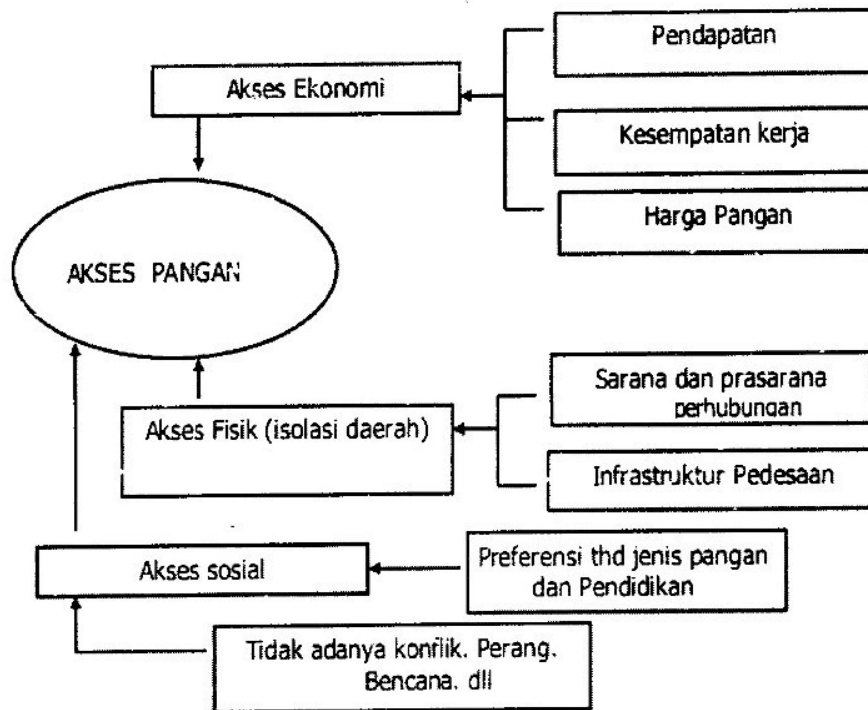 Pendapatan
Akses Ekonomi
Kesempatan kerja
Harga Pangan
AKSES PANGAN
Sarana dan prasarana
perhubungan
Akses Fisik (isolasi daerah)
Infrastruktur Pedesaan
Akses sosial
Preferensi thd jenis pangan
dan Pendidikan
Tidak adanya konflik. Perang.
Bencana. dll